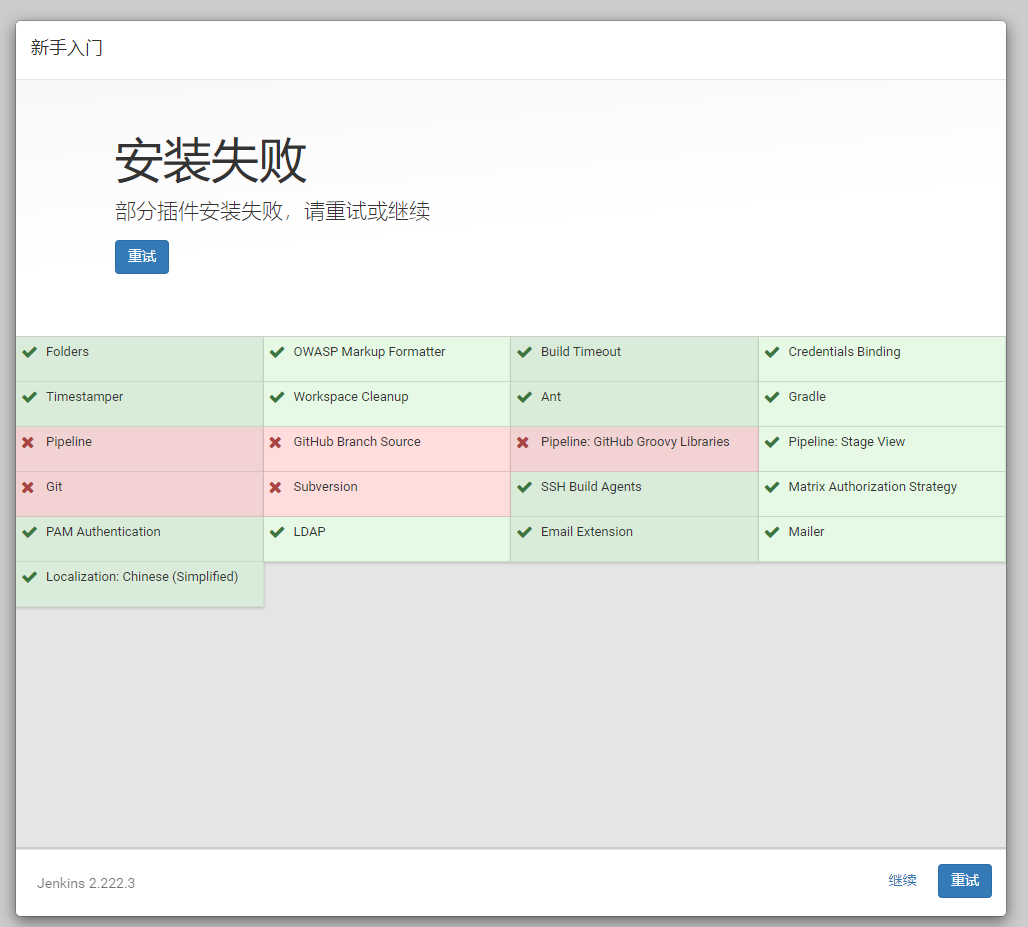 新手入门
安装失败
部分插件安装失败，请重试或继续
重试
Folders
OWASP Markup Formatter
Build Timeout
Credentials Binding
Timestamper
Workspace Cleanup
Ant
Gradle
Pipeline
GitHub Branch Source
Pipeline: GitHub Groovy Libraries
Pipeline: Stage View
Git
Subversion
SSH Build Agents
Matrix Authorization Strategy
PAM Authentication
LDAP
Email Extension
Mailer
Localization: Chinese (Simplified)
Jenkins 2.222.3
继续
重试